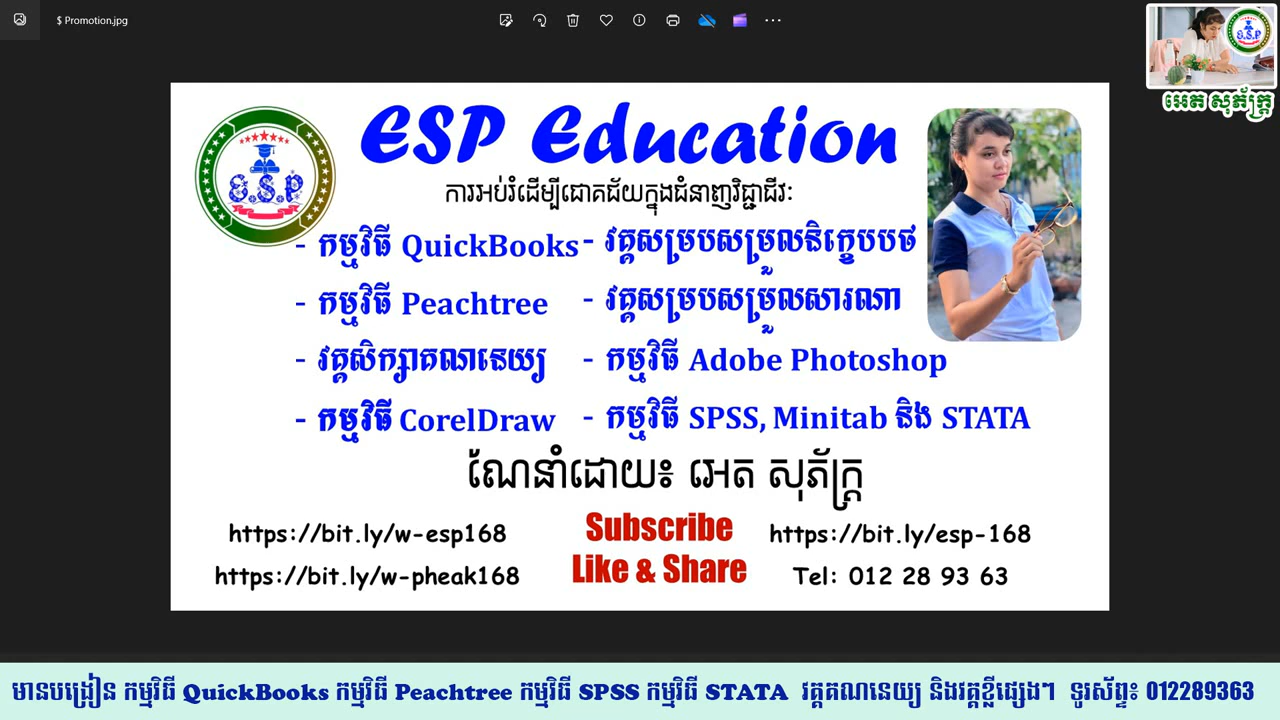 $ Promotion.jpg
E.S.P
អេត សុភ័ក្ត្រ
ESP Education
ការអប់រំដើម្បីជោគជ័យក្នុងជំនាញវិជ្ជាជីវៈ
- កម្មវិធី QuickBooks - វគ្គសម្របសម្រួលនិក្ខេបបថ
- កម្មវិធី Peachtree - វគ្គសម្របសម្រួលសារណា
- វគ្គសិក្សាគណនេយ្យ - កម្មវិធី Adobe Photoshop
- កម្មវិធី CorelDraw - កម្មវិធី SPSS, Minitab និង STATA
ណែនាំដោយ៖ អេត សុភ័ក្ត្រ
https://bit.ly/w-esp168 Subscribe https://bit.ly/esp-168
https://bit.ly/w-pheak168 Like & Share Tel: 012 28 93 63
មានបង្រៀន កម្មវិធី QuickBooks កម្មវិធី Peachtree កម្មវិធី SPSS កម្មវិធី STATA វគ្គគណនេយ្យ និងវគ្គខ្លីផ្សេងៗ ទូរស័ព្ទ៖ 012289363